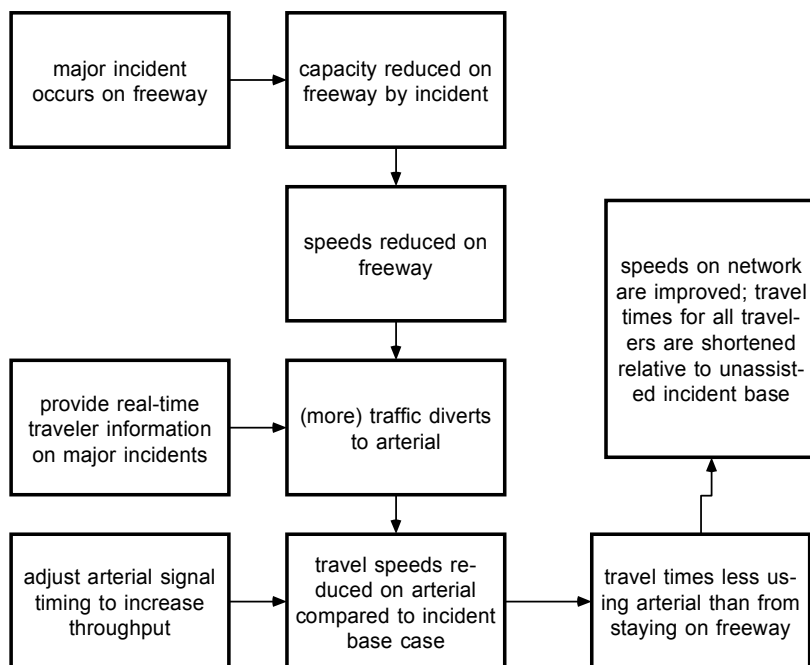 major incident
occurs on freeway
capacity reduced on
freeway by incident
speeds reduced on
freeway
speeds on network
are improved; travel
times for all travel-
ers are shortened
relative to unassist-
ed incident base
provide real-time
traveler information
on major incidents
(more) traffic diverts
to arterial
adjust arterial signal
timing to increase
throughput
travel speeds re-
duced on arterial
compared to incident
base case
travel times less us-
ing arterial than from
staying on freeway